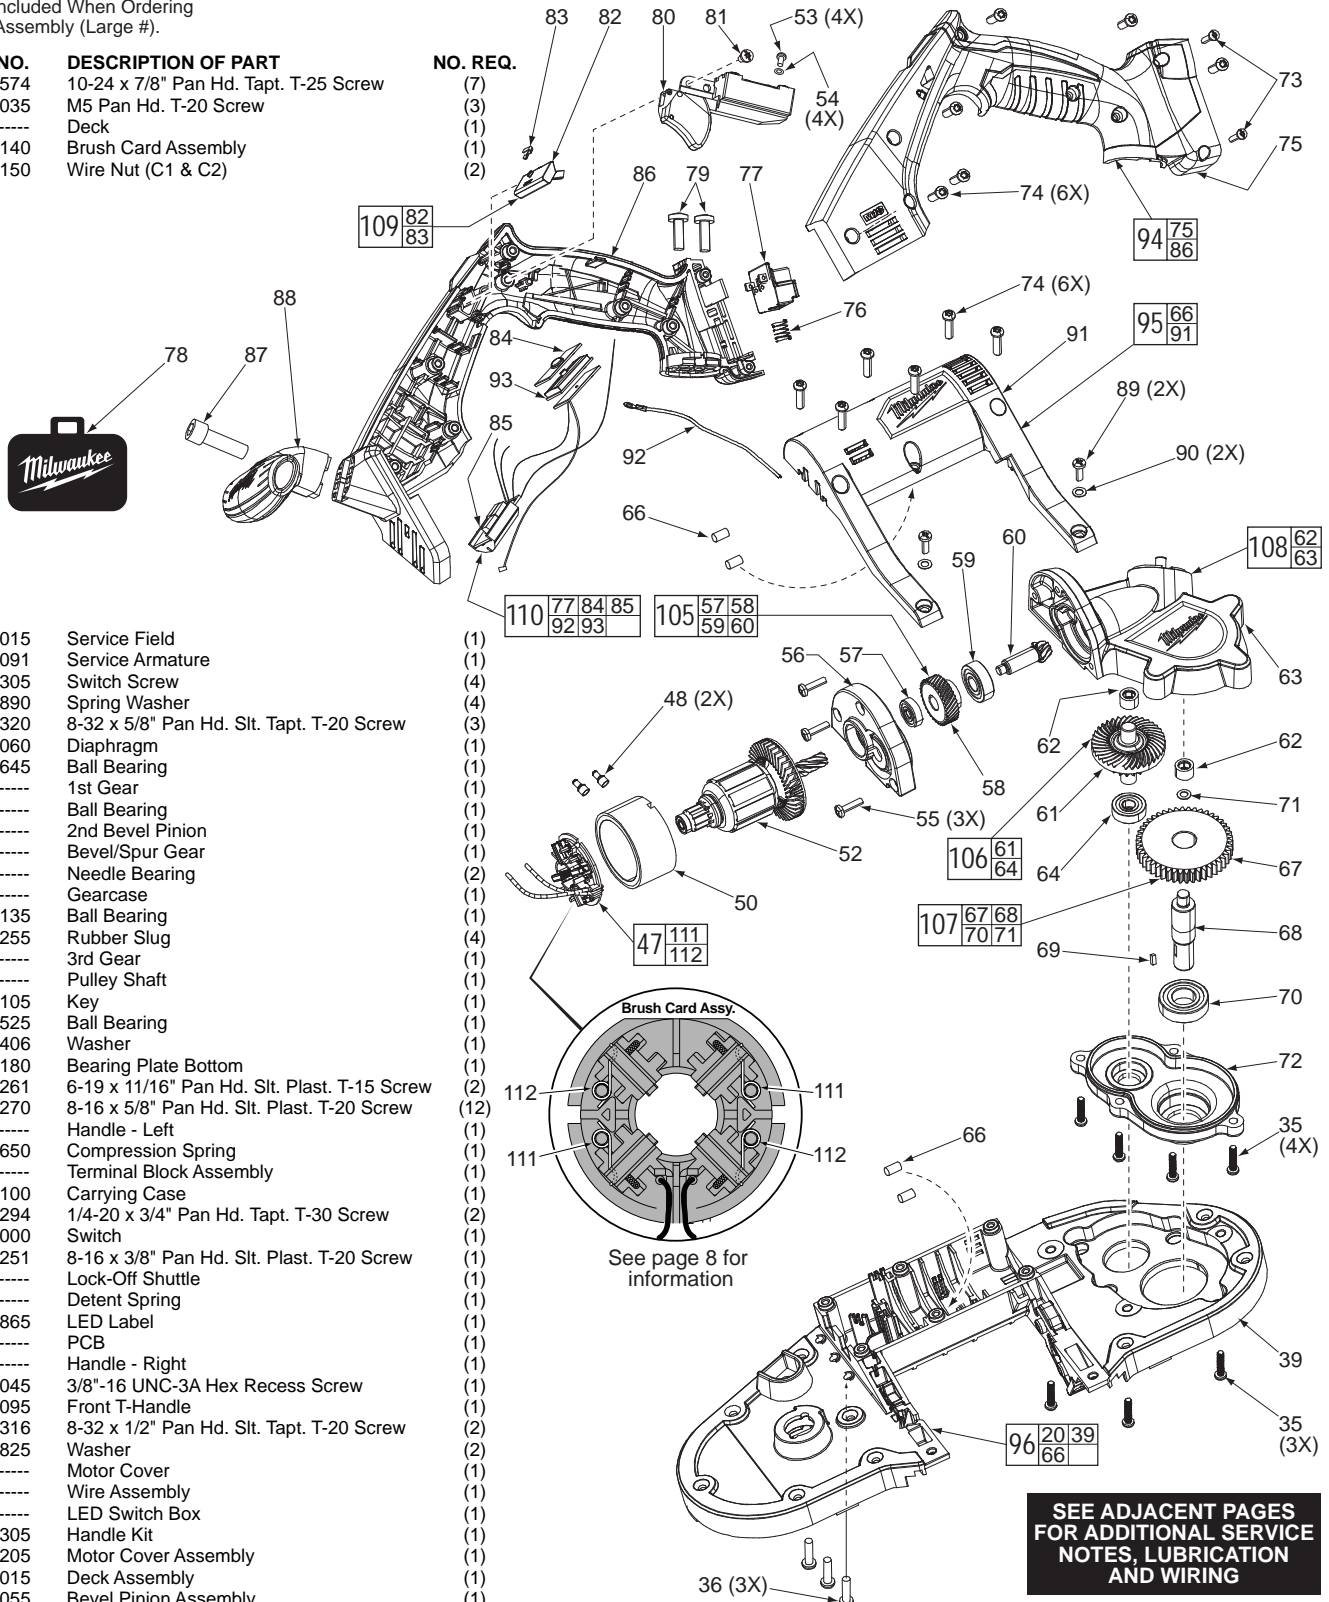 ncluded When Ordering
Assembly (Large #).
NO. DESCRIPTION OF PART NO. REQ.
574 10-24 x 7/8" Pan Hd. Tapt. T-25 Screw (7)
035 M5 Pan Hd. T-20 Screw (3)
----- Deck (1)
140 Brush Card Assembly (1)
150 Wire Nut (C1 & C2) (2)
83
82
80
81
53 (4X)
54
(4X)
73
75
74 (6X)
94 75
86
109 82
83
86
79
77
76
74 (6X)
95 66
91
91
88
87
78
Milwaukee
84
93
85
92
Milwaukee
89 (2X)
90 (2X)
66
59
60
108 62
63
110 77 84 85
92 93
105 57 58
59 60
Milwaukee
63
56
57
58
62
62
61
71
64
67
106 61
64
107 67 68
70 71
68
69
70
72
35
(4X)
48 (2X)
55 (3X)
52
50
47 111
112
Brush Card Assy.
112
111
111
112
See page 8 for
information
66
39
35
(3X)
96 20 39
66
36 (3X)
SEE ADJACENT PAGES
FOR ADDITIONAL SERVICE
NOTES, LUBRICATION
AND WIRING
015 Service Field (1)
091 Service Armature (1)
305 Switch Screw (4)
890 Spring Washer (4)
320 8-32 x 5/8" Pan Hd. Slt. Tapt. T-20 Screw (3)
060 Diaphragm (1)
645 Ball Bearing (1)
----- 1st Gear (1)
----- Ball Bearing (1)
----- 2nd Bevel Pinion (1)
----- Bevel/Spur Gear (1)
----- Needle Bearing (2)
----- Gearcase (1)
135 Ball Bearing (1)
255 Rubber Slug (4)
----- 3rd Gear (1)
----- Pulley Shaft (1)
105 Key (1)
525 Ball Bearing (1)
406 Washer (1)
180 Bearing Plate Bottom (1)
261 6-19 x 11/16" Pan Hd. Slt. Plast. T-15 Screw (2)
270 8-16 x 5/8" Pan Hd. Slt. Plast. T-20 Screw (12)
----- Handle - Left (1)
650 Compression Spring (1)
----- Terminal Block Assembly (1)
100 Carrying Case (1)
294 1/4-20 x 3/4" Pan Hd. Tapt. T-30 Screw (2)
000 Switch (1)
251 8-16 x 3/8" Pan Hd. Slt. Plast. T-20 Screw (1)
----- Lock-Off Shuttle (1)
----- Detent Spring (1)
865 LED Label (1)
----- PCB (1)
----- Handle - Right (1)
045 3/8"-16 UNC-3A Hex Recess Screw (1)
095 Front T-Handle (1)
316 8-32 x 1/2" Pan Hd. Slt. Tapt. T-20 Screw (2)
825 Washer (2)
----- Motor Cover (1)
----- Wire Assembly (1)
----- LED Switch Box (1)
305 Handle Kit (1)
205 Motor Cover Assembly (1)
015 Deck Assembly (1)
055 Bevel Pinion Assembly (1)